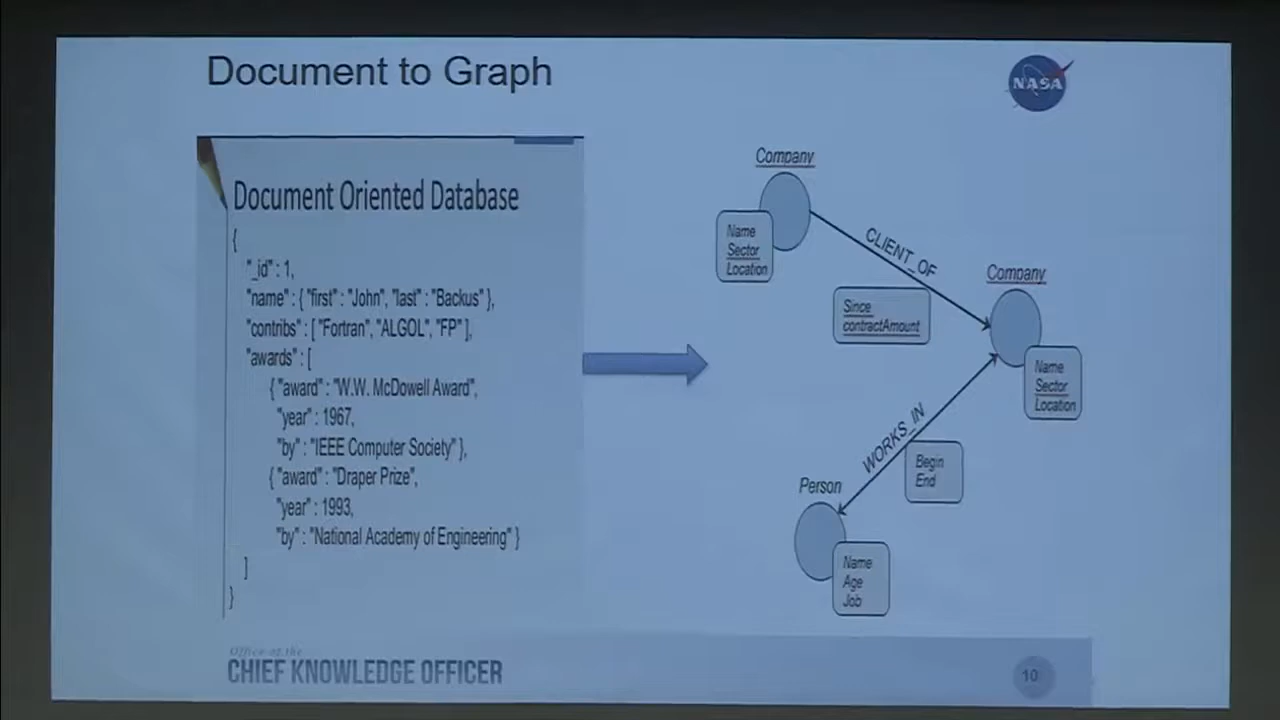 Document to Graph
NASA
Document Oriented Database
{
"_id" : 1,
"name" : { "first" : "John", "last" : "Backus" },
"contribs" : [ "Fortran", "ALGOL", "FP" ],
"awards" : [
{ "award" : "W.W. McDowell Award",
"year" : 1967,
"by" : "IEEE Computer Society" },
{ "award" : "Draper Prize",
"year" : 1993,
"by" : "National Academy of Engineering" }
]
}
Company
Name
Sector
Location
CLIENT_OF
Since
contractAmount
Company
Name
Sector
Location
WORKS_IN
Begin
End
Person
Name
Age
Job
Office of the
CHIEF KNOWLEDGE OFFICER
10